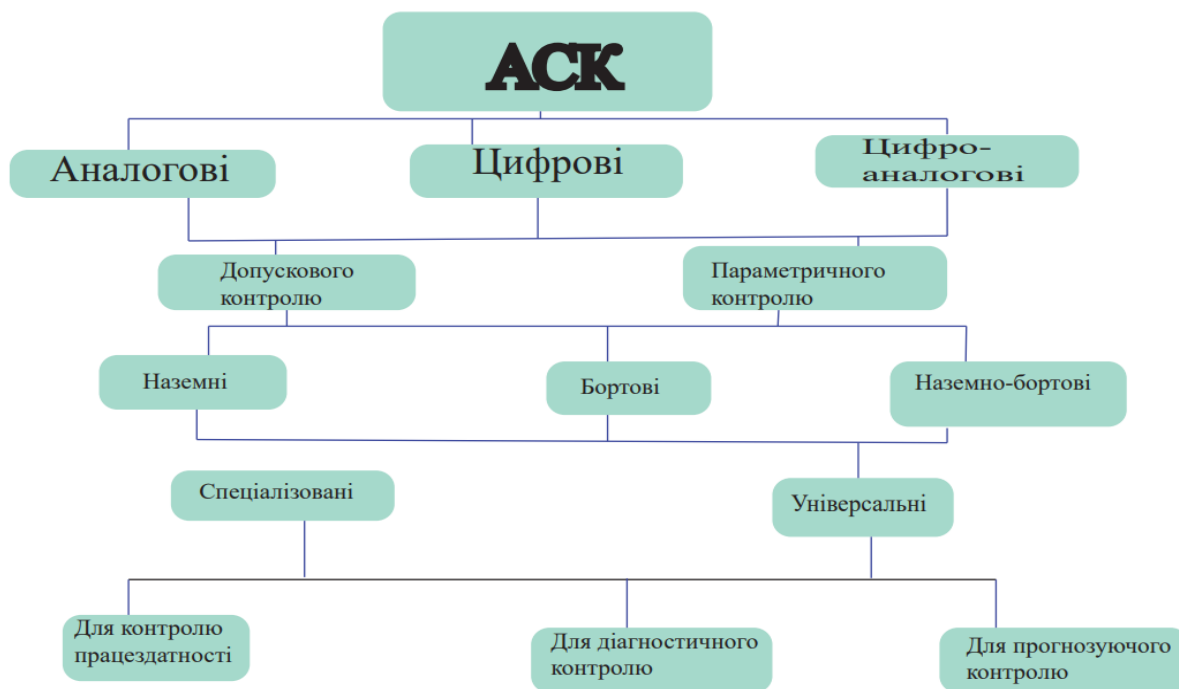 АСК
Аналогові
Цифрові
Цифро-
аналогові
Допускового
контролю
Параметричного
контролю
Наземні
Бортові
Наземно-бортові
Спеціалізовані
Універсальні
Для контролю
працездатності
Для діагностичного
контролю
Для прогнозуючого
контролю